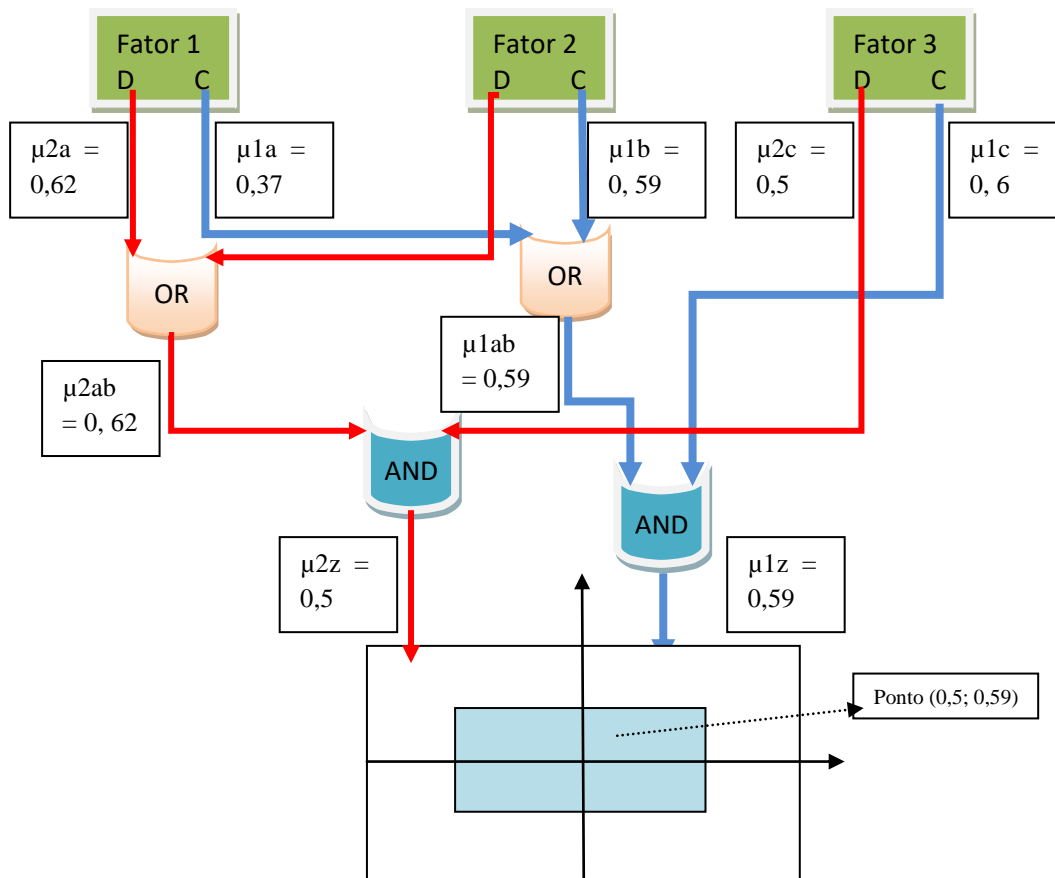 Fator 1
D C
Fator 2
D C
Fator 3
D C
µ2a =
0,62
µ1a =
0,37
µ1b =
0, 59
µ2c =
0,5
µ1c =
0, 6
OR
OR
µ2ab
= 0, 62
µ1ab
= 0,59
AND
AND
µ2z =
0,5
µ1z =
0,59
Ponto (0,5; 0,59)